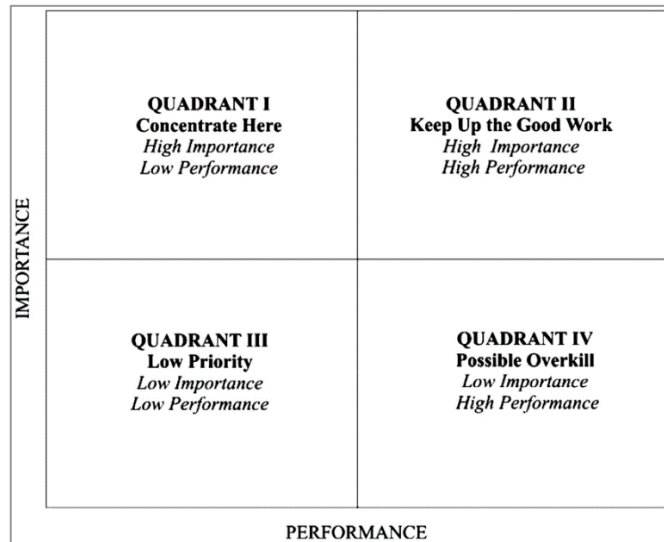 QUADRANT I
Concentrate Here
High Importance
Low Performance
QUADRANT II
Keep Up the Good Work
High Importance
High Performance
IMPORTANCE
QUADRANT III
Low Priority
Low Importance
Low Performance
QUADRANT IV
Possible Overkill
Low Importance
High Performance
PERFORMANCE